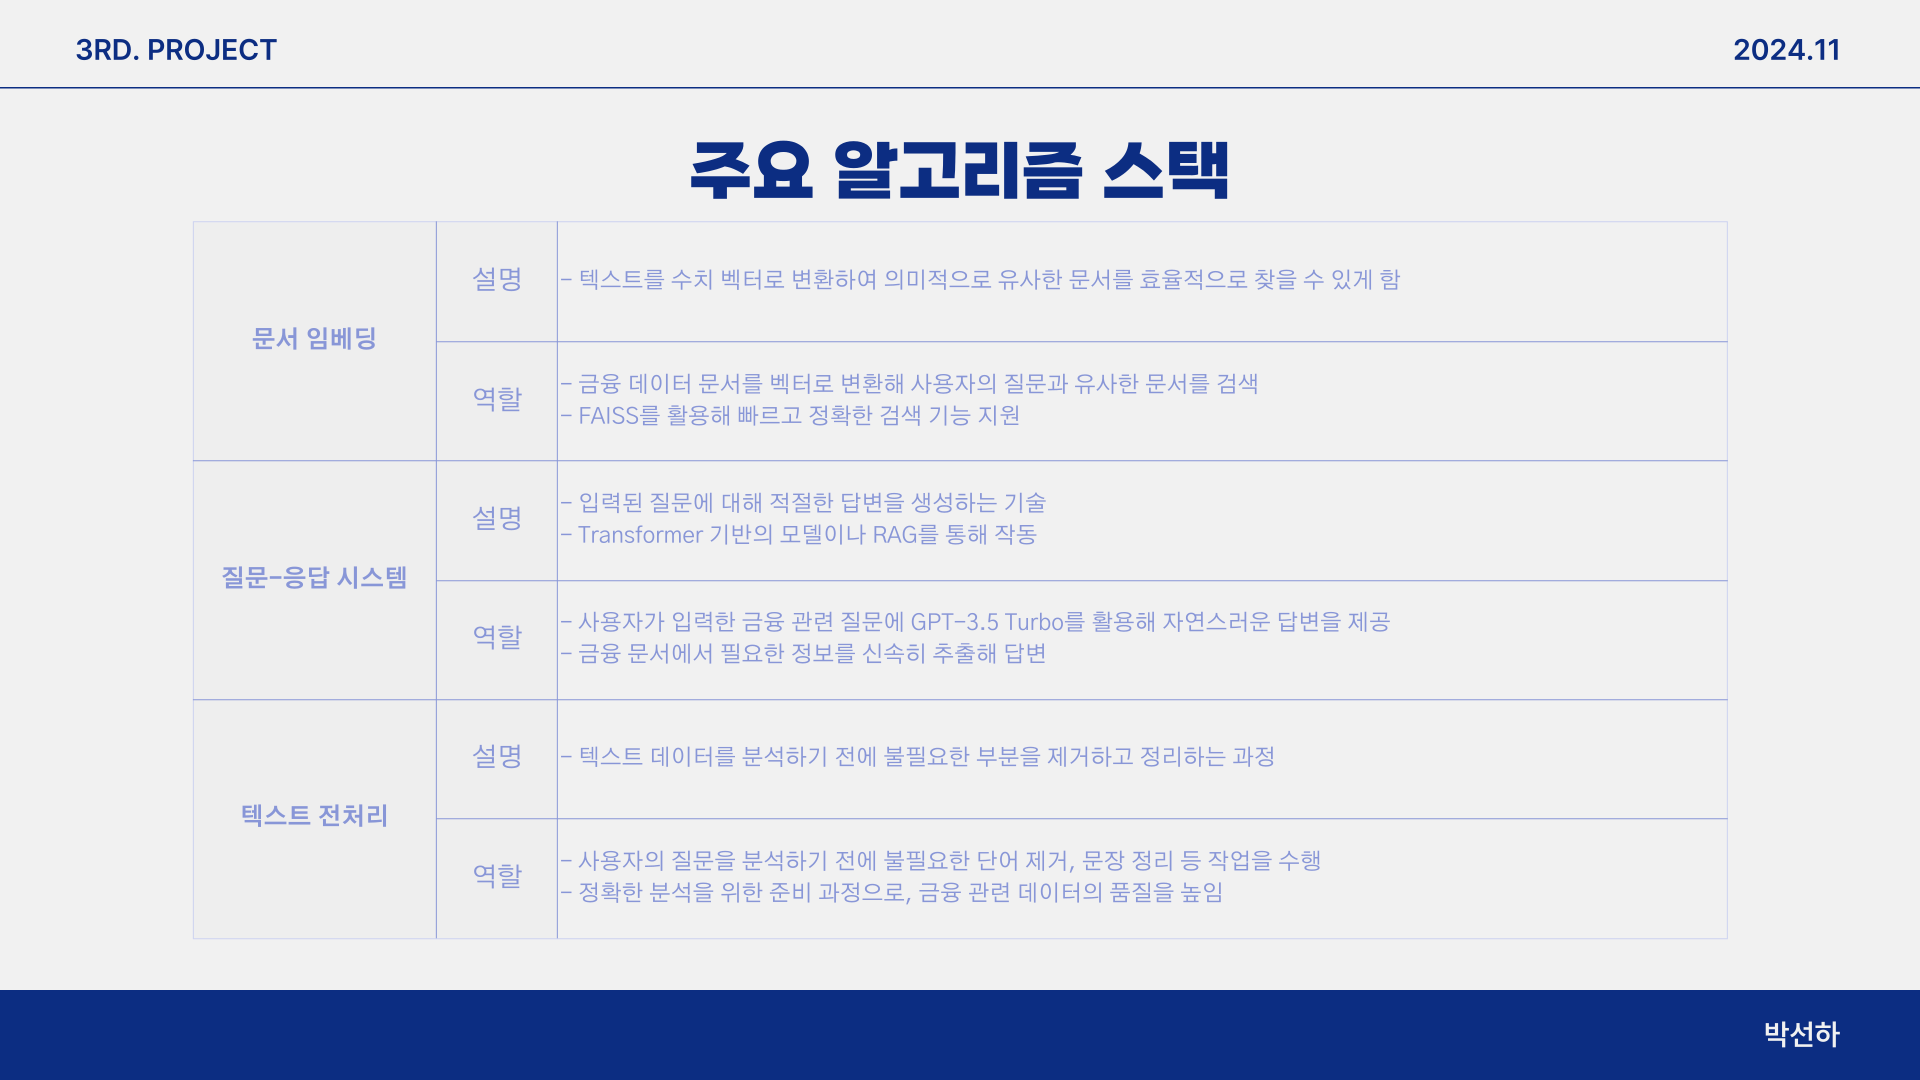 3RD. PROJECT
2024.11
주요 알고리즘 스택
문서 임베딩
설명
- 텍스트를 수치 벡터로 변환하여 의미적으로 유사한 문서를 효율적으로 찾을 수 있게 함
역할
- 금융 데이터 문서를 벡터로 변환해 사용자의 질문과 유사한 문서를 검색
- FAISS를 활용해 빠르고 정확한 검색 기능 지원
질문-응답 시스템
설명
- 입력된 질문에 대해 적절한 답변을 생성하는 기술
- Transformer 기반의 모델이나 RAG를 통해 작동
역할
- 사용자가 입력한 금융 관련 질문에 GPT-3.5 Turbo를 활용해 자연스러운 답변을 제공
- 금융 문서에서 필요한 정보를 신속히 추출해 답변
텍스트 전처리
설명
- 텍스트 데이터를 분석하기 전에 불필요한 부분을 제거하고 정리하는 과정
역할
- 사용자의 질문을 분석하기 전에 불필요한 단어 제거, 문장 정리 등 작업을 수행
- 정확한 분석을 위한 준비 과정으로, 금융 관련 데이터의 품질을 높임
박선하